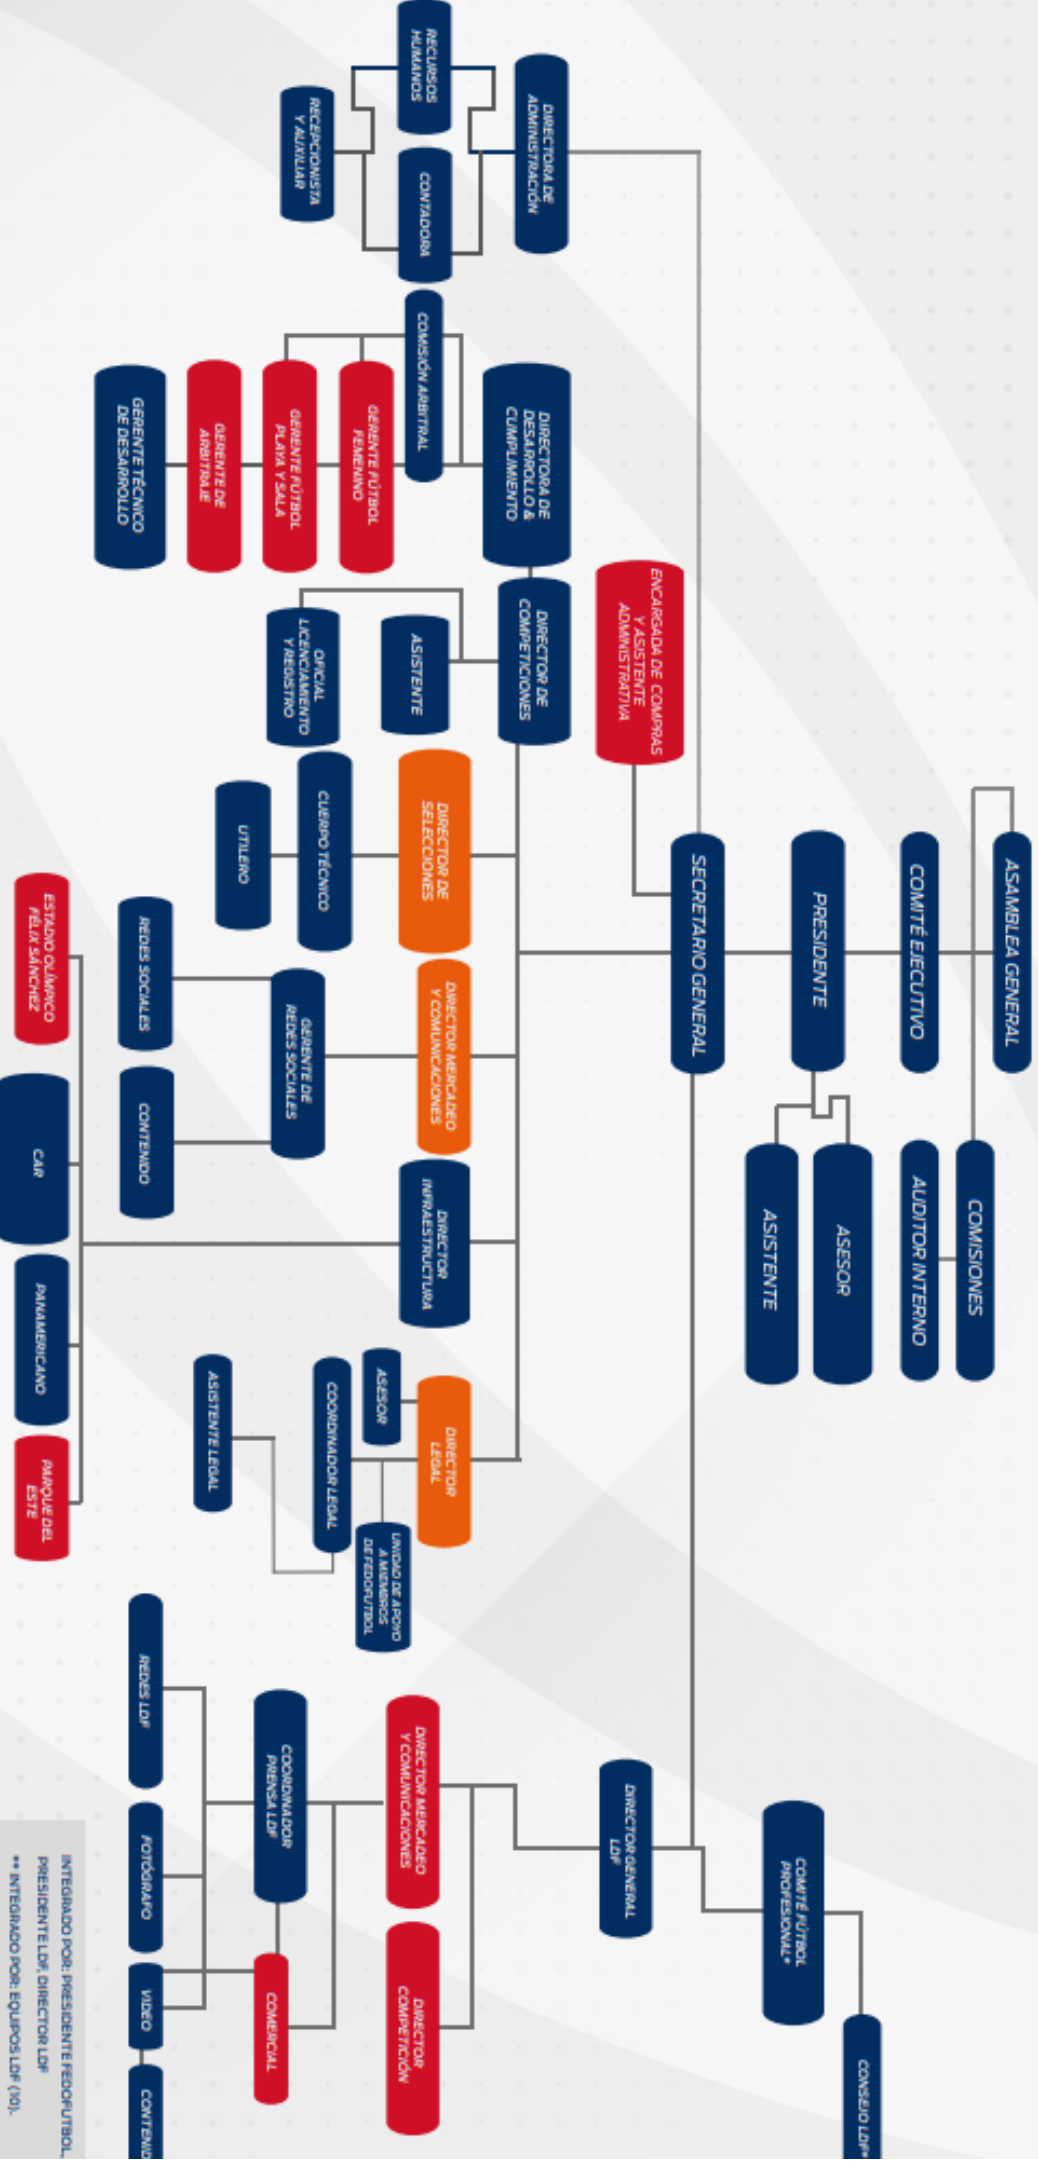 ASAMBLEA GENERAL
COMITÉ EJECUTIVO
COMISIONES
AUDITOR INTERNO
PRESIDENTE
ASESOR
ASISTENTE
CONSEJO LDF*
COMITÉ FÚTBOL
PROFESIONAL*
SECRETARIO GENERAL
ENCARGADA DE COMPRAS
Y ASISTENTE
ADMINISTRATIVA
DIRECTOR GENERAL
LDF
DIRECTORA DE
ADMINISTRACIÓN
RECURSOS
HUMANOS
CONTADORA
RECEPCIONISTA
Y AUXILIAR
DIRECTORA DE
DESARROLLO &
CUMPLIMIENTO
COMISIÓN ARBITRAL
GERENTE FÚTBOL
FEMENINO
GERENTE FÚTBOL
PLAYA Y SALA
GERENTE DE
ARBITRAJE
GERENTE TÉCNICO
DE DESARROLLO
DIRECTOR DE
COMPETICIONES
ASISTENTE
OFICIAL
LICENCIAMIENTO
Y REGISTRO
DIRECTOR DE
SELECCIONES
CUERPO TÉCNICO
UTILERO
DIRECTOR MERCADEO
Y COMUNICACIONES
GERENTE DE
REDES SOCIALES
REDES SOCIALES
CONTENIDO
DIRECTOR
INFRAESTRUCTURA
ESTADIO OLÍMPICO
FÉLIX SÁNCHEZ
CAR
PANAMERICANO
PARQUE DEL
ESTE
DIRECTOR
LEGAL
ASESOR
UNIDAD DE APOYO
A MIEMBROS
DE FEDOFUTBOL
COORDINADOR LEGAL
ASISTENTE LEGAL
DIRECTOR MERCADEO
Y COMUNICACIONES
DIRECTOR
COMPETICIÓN
COORDINADOR
PRENSA LDF
COMERCIAL
REDES LDF
FOTÓGRAFO
VIDEO
CONTENID
INTEGRADO POR: PRESIDENTE FEDOFUTBOL,
PRESIDENTE LDF, DIRECTOR LDF
** INTEGRADO POR: EQUIPOS LDF (10).